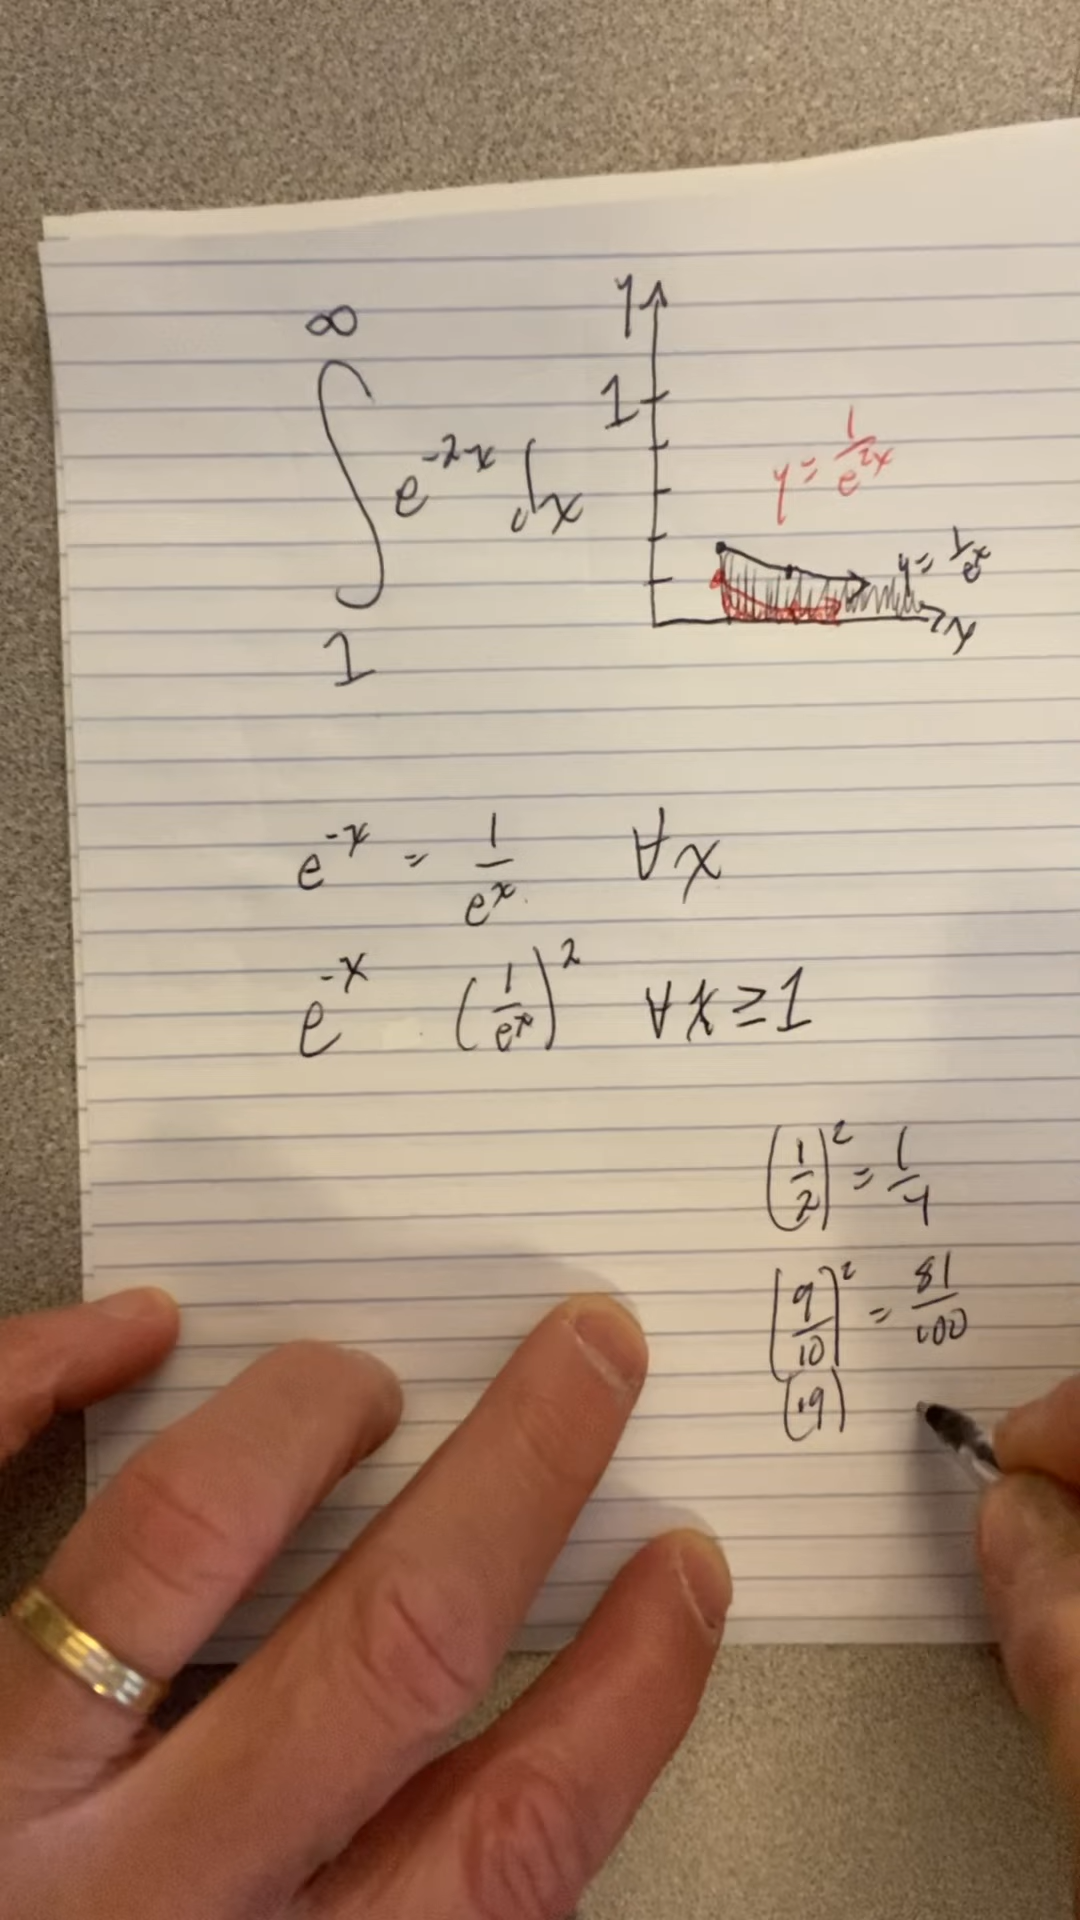 ∞
∫ e^{-2x} dx
1
y
1
y = 1/e^{2x}
y = 1/e^x
x
e^{-x} = 1/e^x ∀x
e^{-x} (1/e^x)^2 ∀x ≥ 1
(1/2)^2 = 1/4
(9/10)^2 = 81/100
(.9)